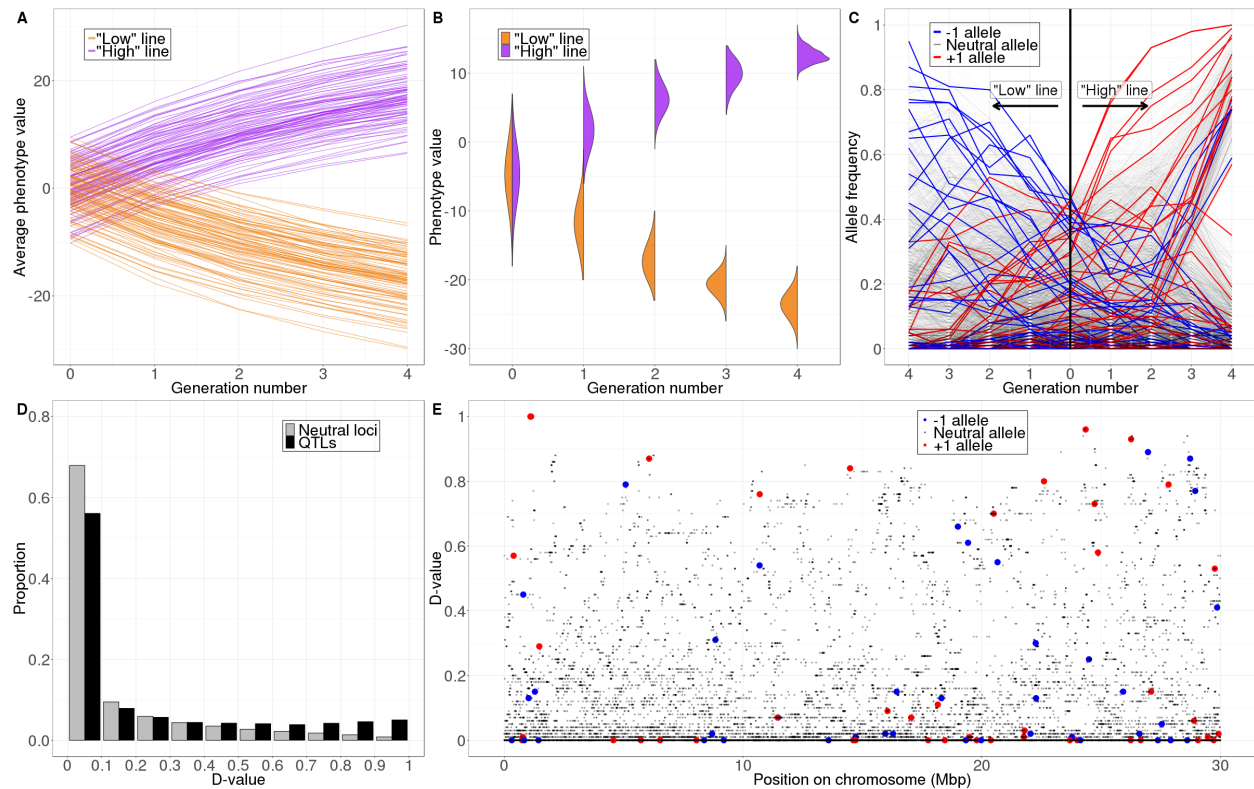 A
"Low" line
"High" line
20
0
-20
Average phenotype value
0
1
2
3
4
Generation number
B
"Low" line
"High" line
10
0
-10
-20
-30
Phenotype value
0
1
2
3
4
Generation number
C
-1 allele
Neutral allele
+1 allele
"Low" line
"High" line
1
0.8
0.6
0.4
0.2
0
Allele frequency
4
3
2
1
0
0
1
2
3
4
Generation number
D
Neutral loci
QTLs
0.8
0.6
0.4
0.2
0.0
Proportion
0
0.1
0.2
0.3
0.4
0.5
0.6
0.7
0.8
0.9
1
D-value
E
-1 allele
Neutral allele
+1 allele
1
0.8
0.6
0.4
0.2
0
D-value
0
10
20
30
Position on chromosome (Mbp)